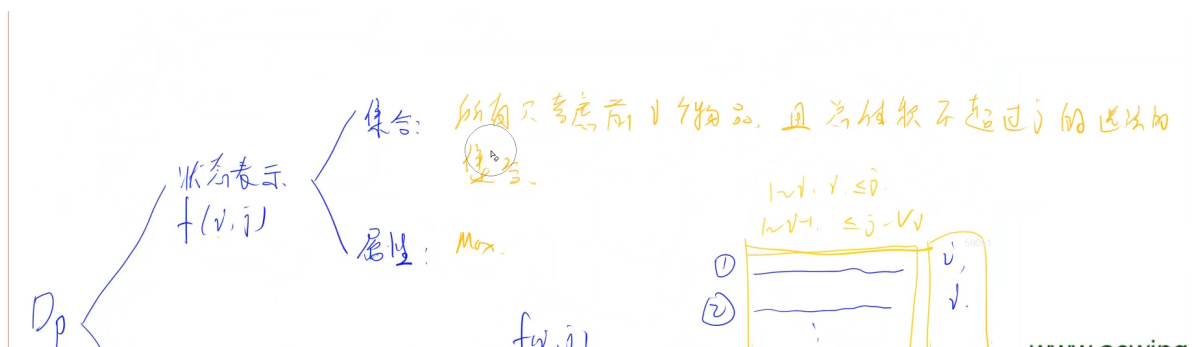 集合: 所有只考虑前i个物品, 且总体积不超过j的选法的
集合.
状态表示
f(i,j)
属性: Max.
1~i, ≤j
1~i-1, ≤j-Vi
①
②
i,
i.
Dp
f(i,j)